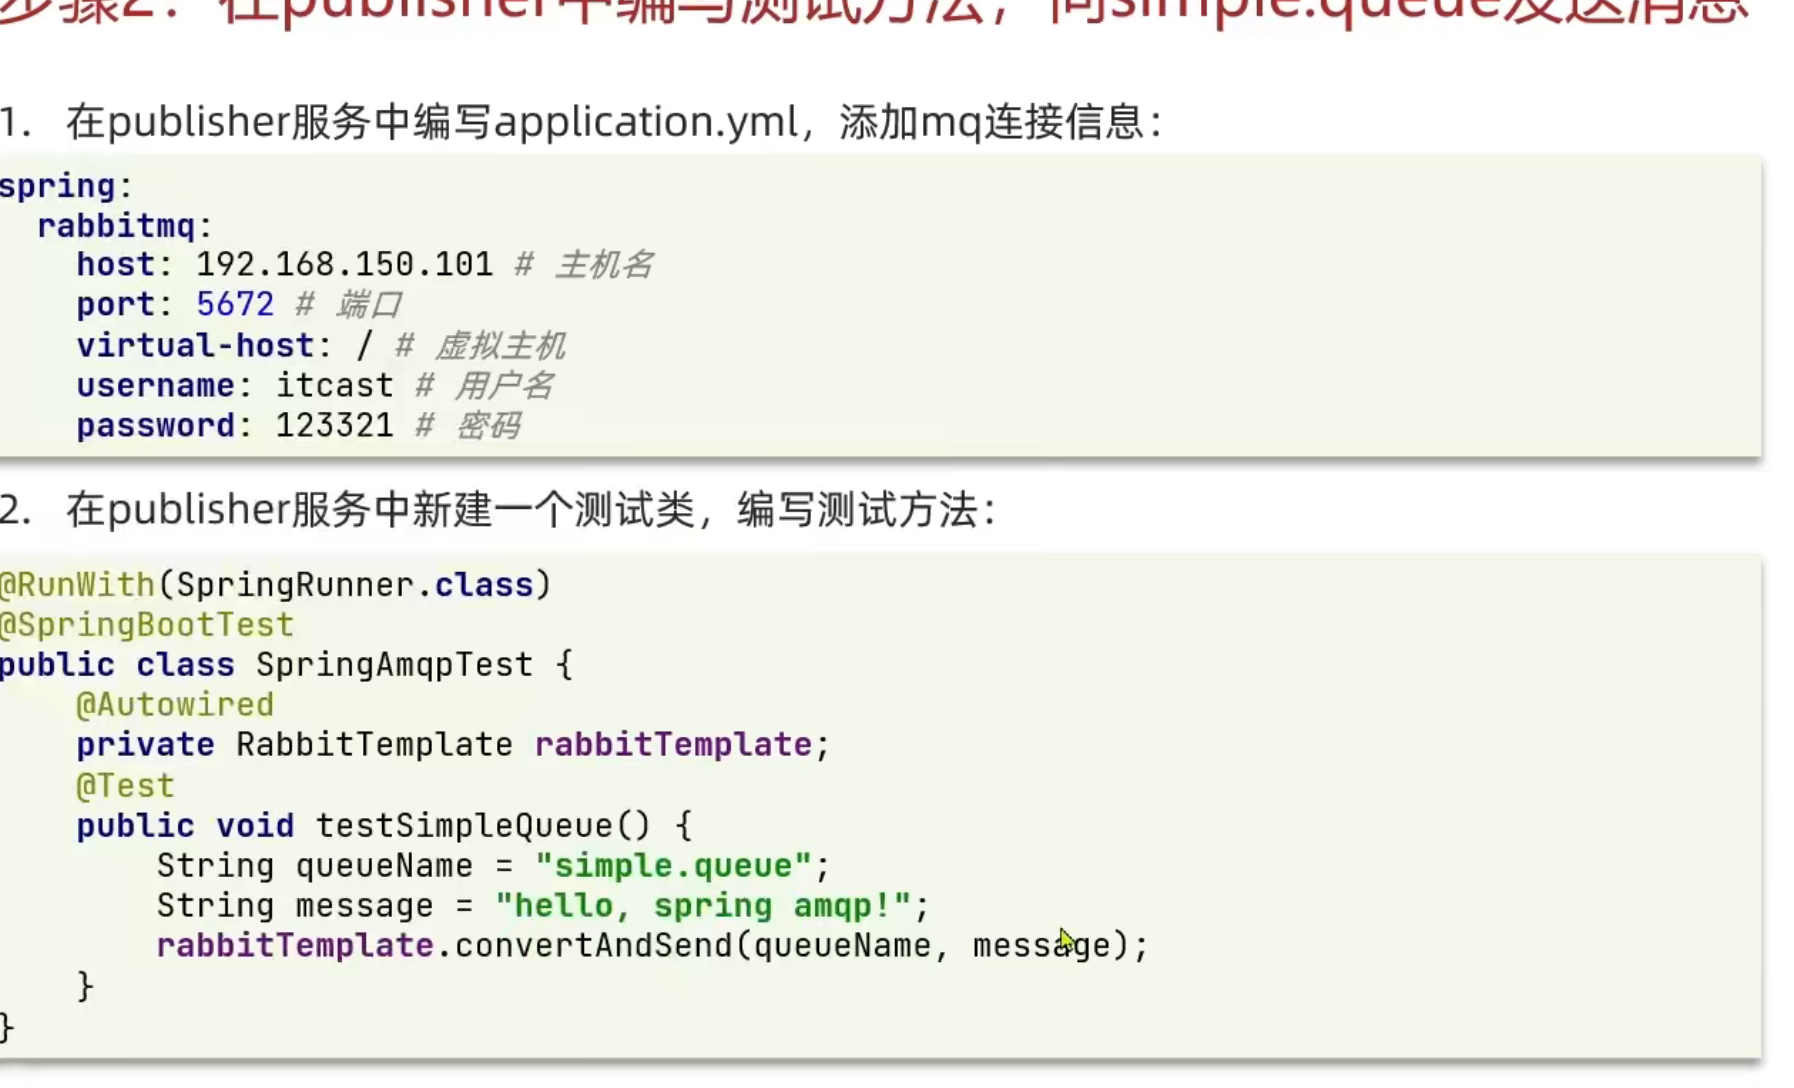 步骤2：在publisher中编写测试方法，向simple.queue发送消息
1. 在publisher服务中编写application.yml，添加mq连接信息：
spring:
  rabbitmq:
    host: 192.168.150.101 # 主机名
    port: 5672 # 端口
    virtual-host: / # 虚拟主机
    username: itcast # 用户名
    password: 123321 # 密码
2. 在publisher服务中新建一个测试类，编写测试方法：
@RunWith(SpringRunner.class)
@SpringBootTest
public class SpringAmqpTest {
    @Autowired
    private RabbitTemplate rabbitTemplate;
    @Test
    public void testSimpleQueue() {
        String queueName = "simple.queue";
        String message = "hello, spring amqp!";
        rabbitTemplate.convertAndSend(queueName, message);
    }
}